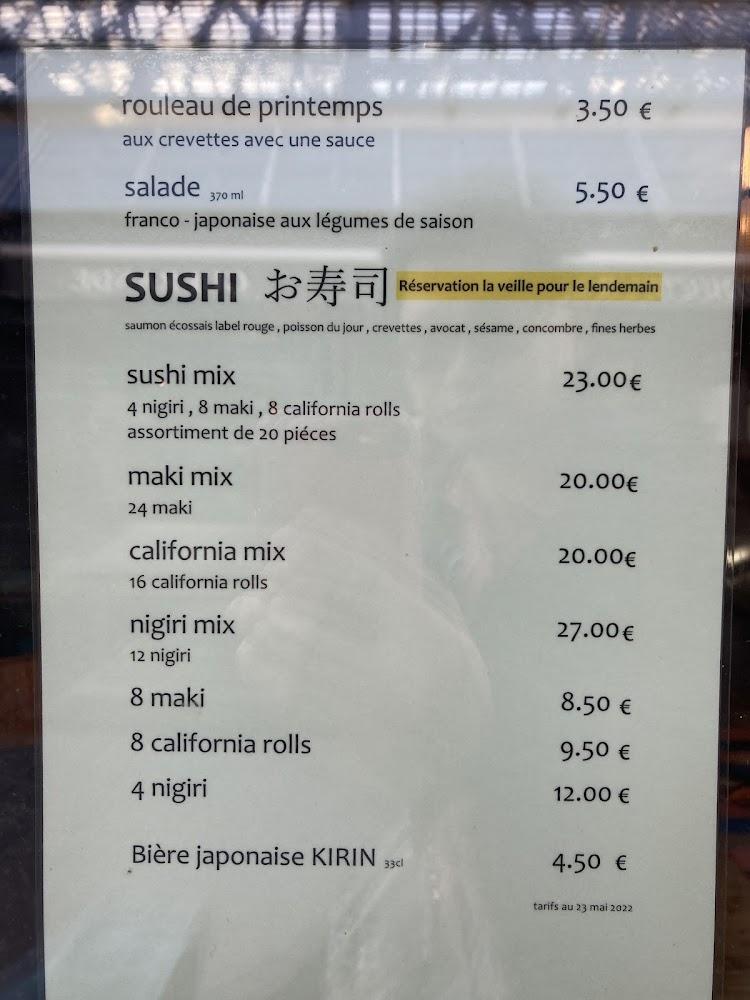 rouleau de printemps 3.50 €
aux crevettes avec une sauce
salade 370 ml 5.50 €
franco - japonaise aux légumes de saison
SUSHI お寿司 Réservation la veille pour le lendemain
saumon écossais label rouge , poisson du jour , crevettes , avocat , sésame , concombre , fines herbes
sushi mix 23.00€
4 nigiri , 8 maki , 8 california rolls
assortiment de 20 piéces
maki mix 20.00€
24 maki
california mix 20.00€
16 california rolls
nigiri mix 27.00€
12 nigiri
8 maki 8.50 €
8 california rolls 9.50 €
4 nigiri 12.00 €
Bière japonaise KIRIN 33cl 4.50 €
tarifs au 23 mai 2022